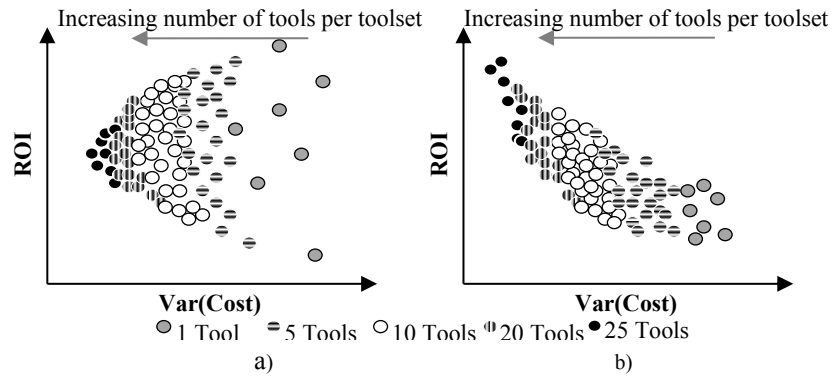 Increasing number of tools per toolset Increasing number of tools per toolset
ROI ROI
Var(Cost) Var(Cost)
1 Tool 5 Tools 10 Tools 20 Tools 25 Tools
a) b)